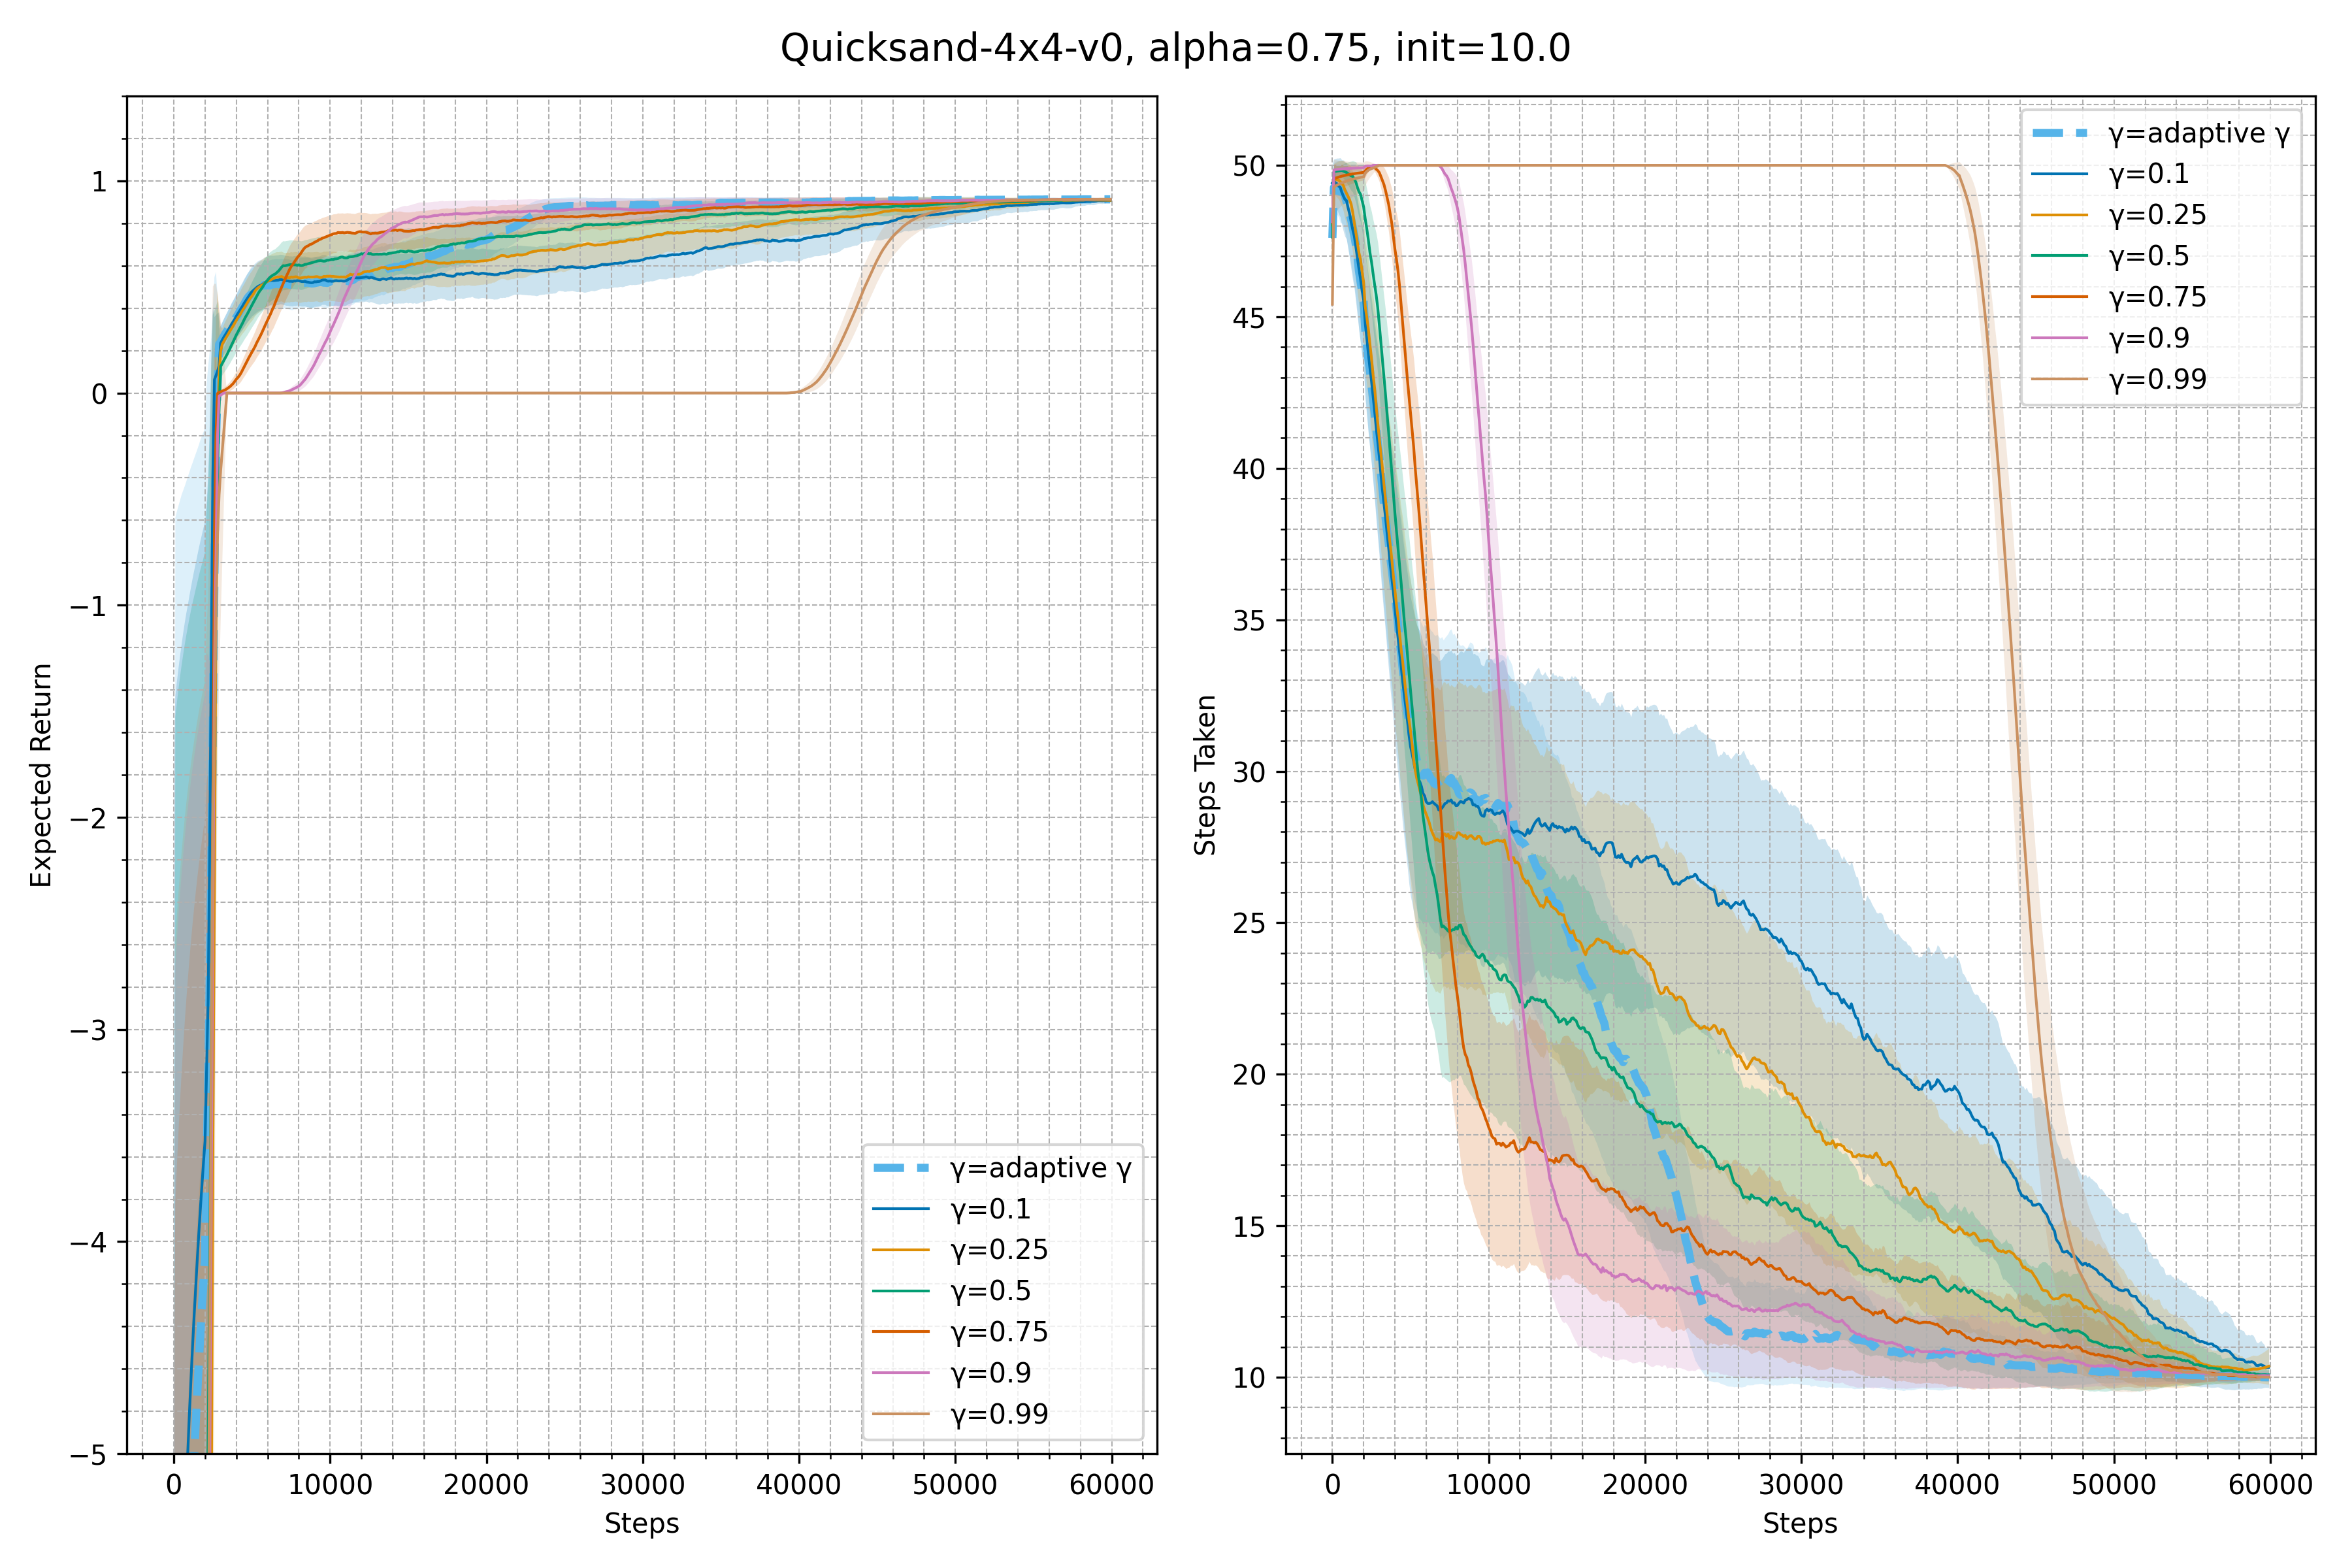 Quicksand-4x4-v0, alpha=0.75, init=10.0
Expected Return
1
0
−1
−2
−3
−4
−5
0 10000 20000 30000 40000 50000 60000
Steps
γ=adaptive γ
γ=0.1
γ=0.25
γ=0.5
γ=0.75
γ=0.9
γ=0.99
Steps Taken
50
45
40
35
30
25
20
15
10
0 10000 20000 30000 40000 50000 60000
Steps
γ=adaptive γ
γ=0.1
γ=0.25
γ=0.5
γ=0.75
γ=0.9
γ=0.99